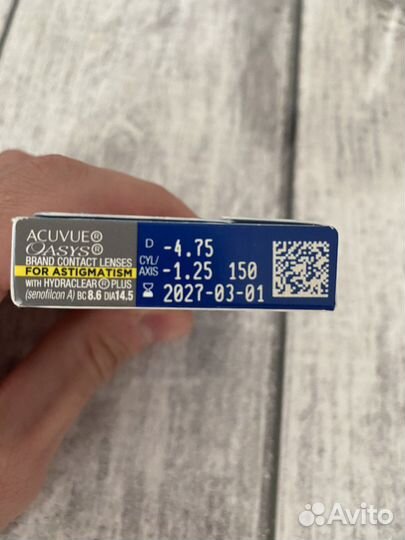 ACUVUE®
OASYS®
BRAND CONTACT LENSES
FOR ASTIGMATISM
WITH HYDRACLEAR® PLUS
(senofilcon A) BC 8.6 DIA 14.5
D -4.75
CYL/
AXIS -1.25 150
2027-03-01
Avito